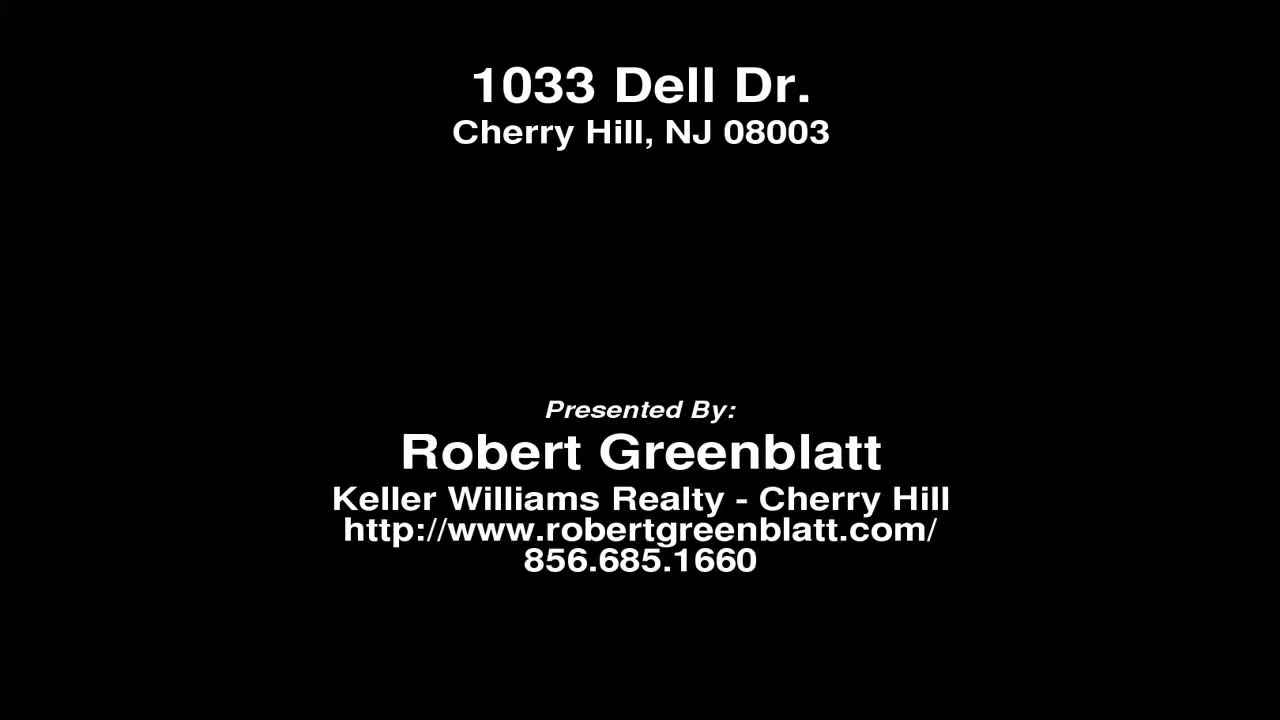 1033 Dell Dr.
Cherry Hill, NJ 08003
Presented By:
Robert Greenblatt
Keller Williams Realty - Cherry Hill
http://www.robertgreenblatt.com/
856.685.1660